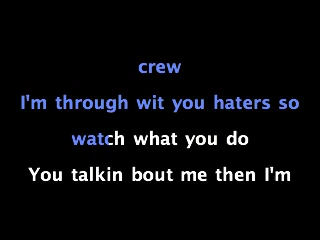 crew
I'm through wit you haters so
watch what you do
You talkin bout me then I'm